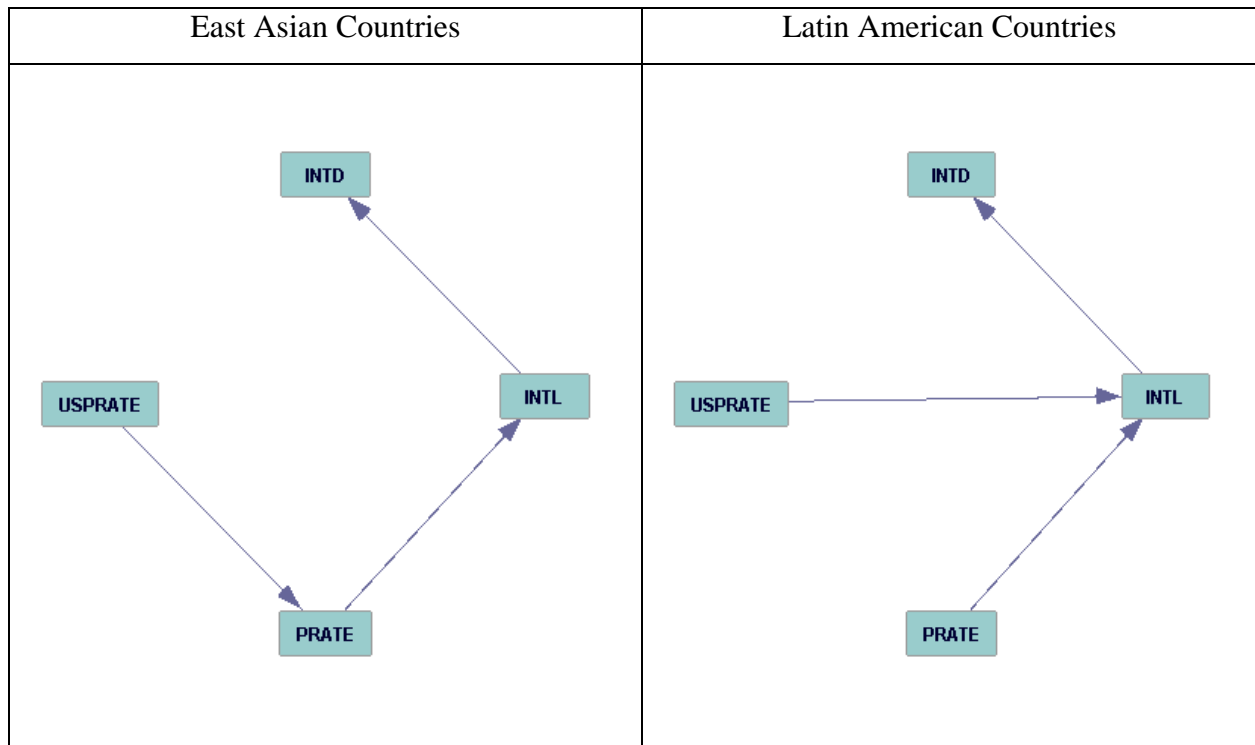 East Asian Countries
Latin American Countries
INTD
USPRATE
INTL
PRATE
INTD
USPRATE
INTL
PRATE